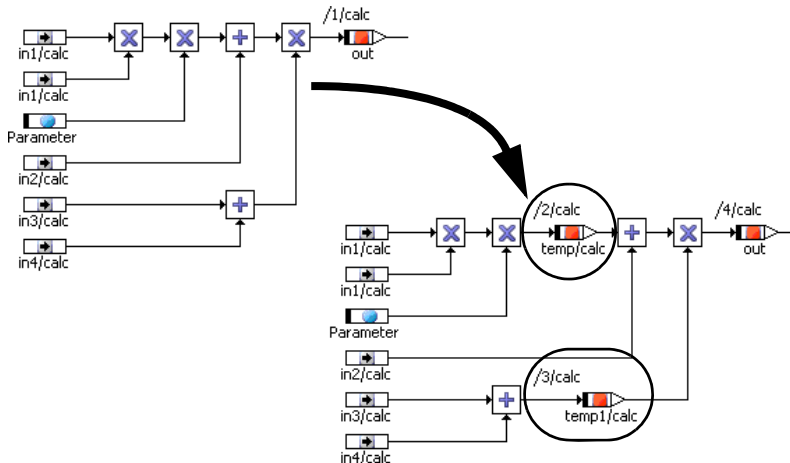 /1/calc
in1/calc
out
in1/calc
Parameter
in2/calc
in3/calc
in4/calc
/2/calc
/4/calc
in1/calc
temp/calc
out
in1/calc
Parameter
in2/calc
/3/calc
in3/calc
temp1/calc
in4/calc